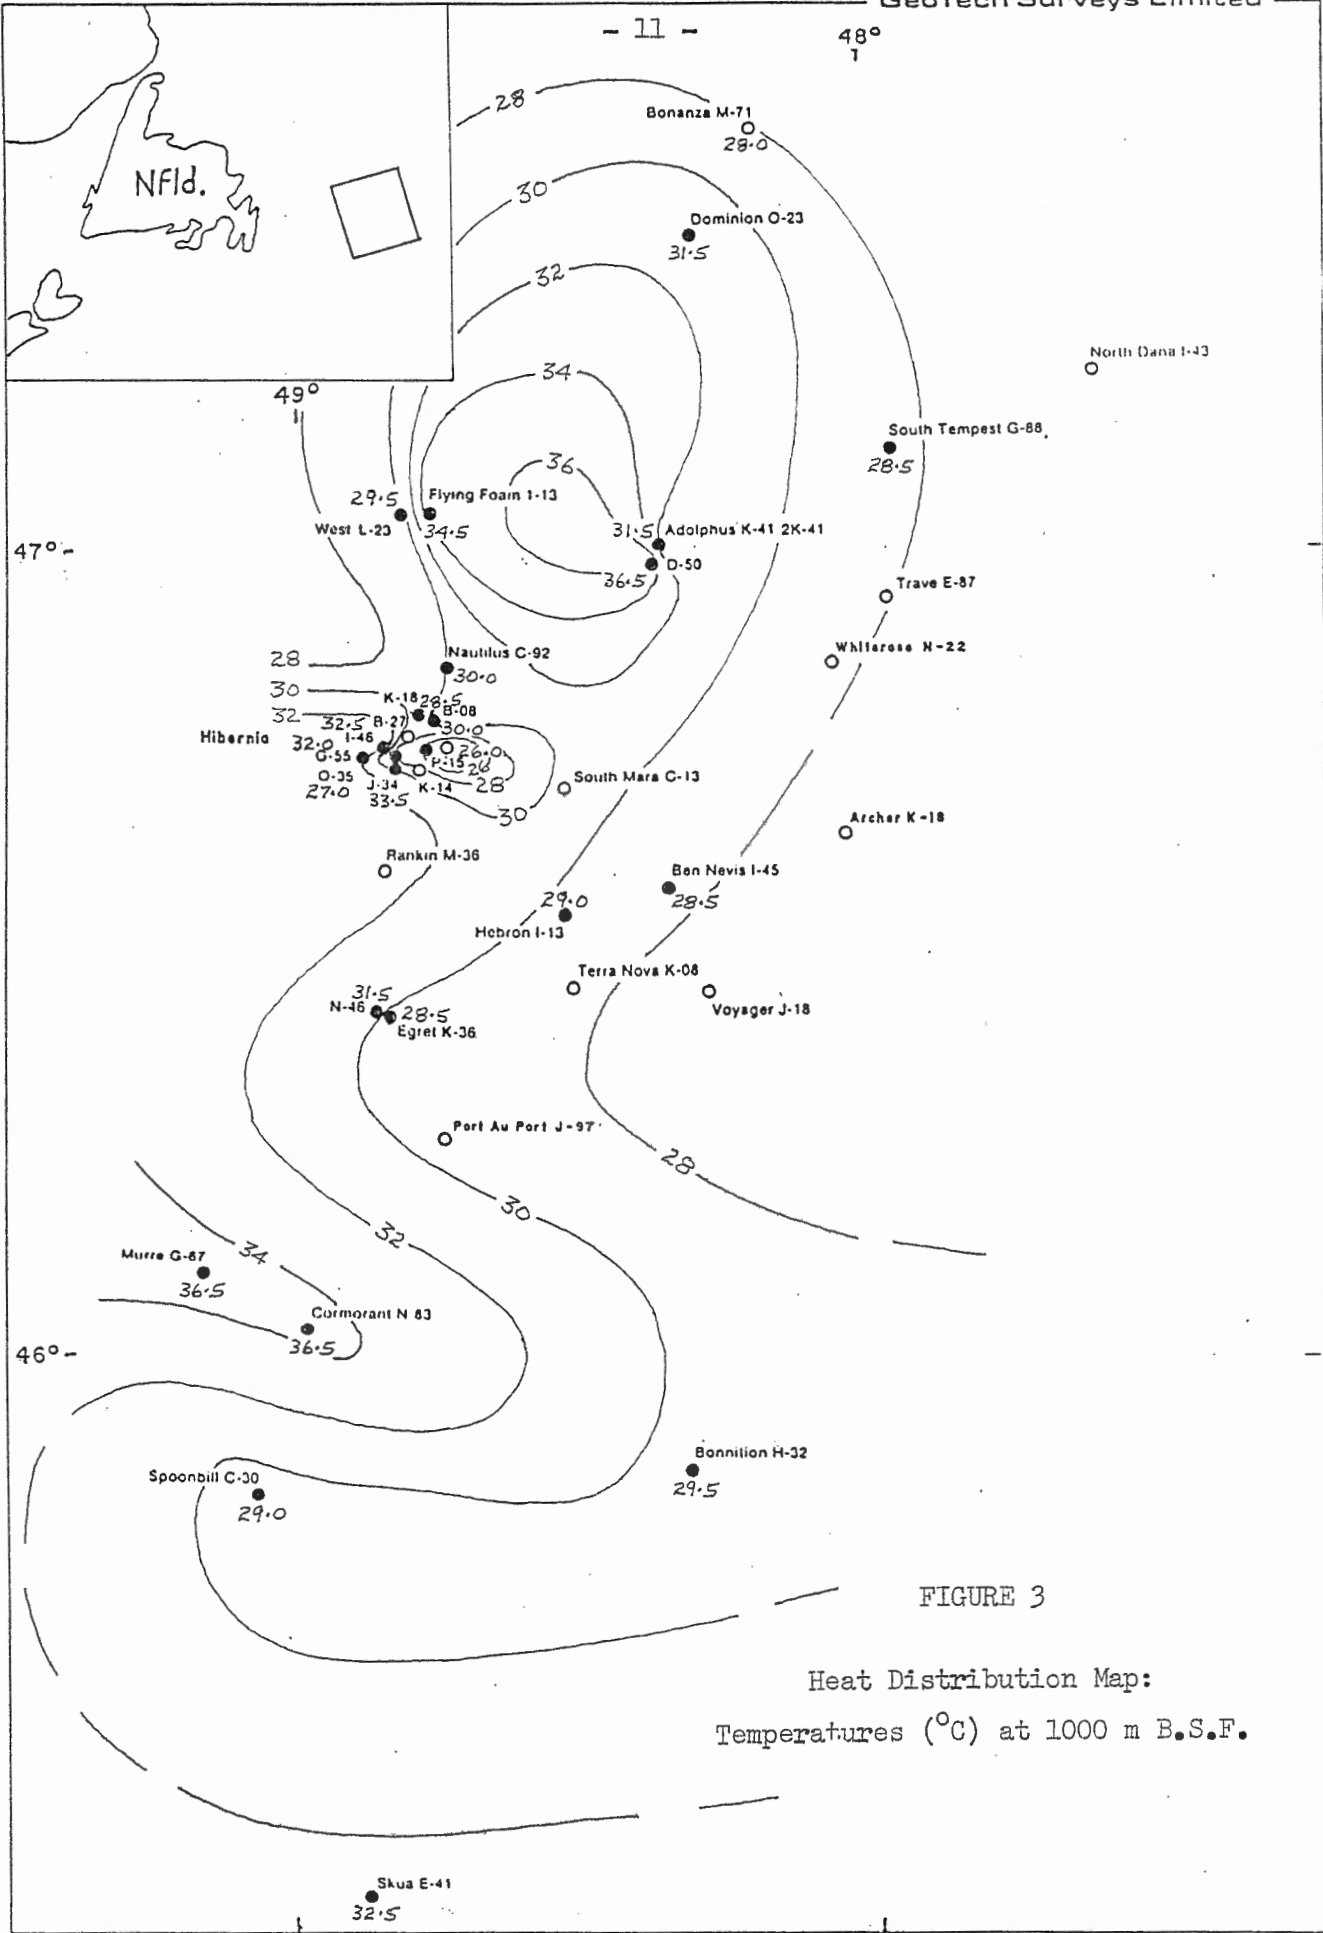 GeoTech Surveys Limited
- 11 -
48°
Nfld.
28
Bonanza M-71
28.0
30
Dominion O-23
31.5
32
North Dana I-43
49°
34
South Tempest G-88
28.5
36
29.5
Flying Foam I-13
West L-23
34.5
31.5
Adolphus K-41 2K-41
47°
D-50
36.5
Trave E-87
Whiterose N-22
Nautilus C-92
30.0
28
30
32
K-18
28.5
B-08
32.5
B-27
30.0
Hibernia
32.0
I-46
26.0
G-55
P-15
26
O-35
J-34
K-14
28
27.0
33.5
30
South Mara C-13
Archer K-18
Rankin M-36
Ben Nevis I-45
28.5
29.0
Hebron I-13
Terra Nova K-08
Voyager J-18
31.5
N-46
28.5
Egret K-36
Port Au Port J-97
28
30
32
34
Murre G-67
36.5
Cormorant N 83
36.5
46°
Bonnition H-32
29.5
Spoonbill C-30
29.0
FIGURE 3
Heat Distribution Map:
Temperatures (°C) at 1000 m B.S.F.
Skua E-41
32.5